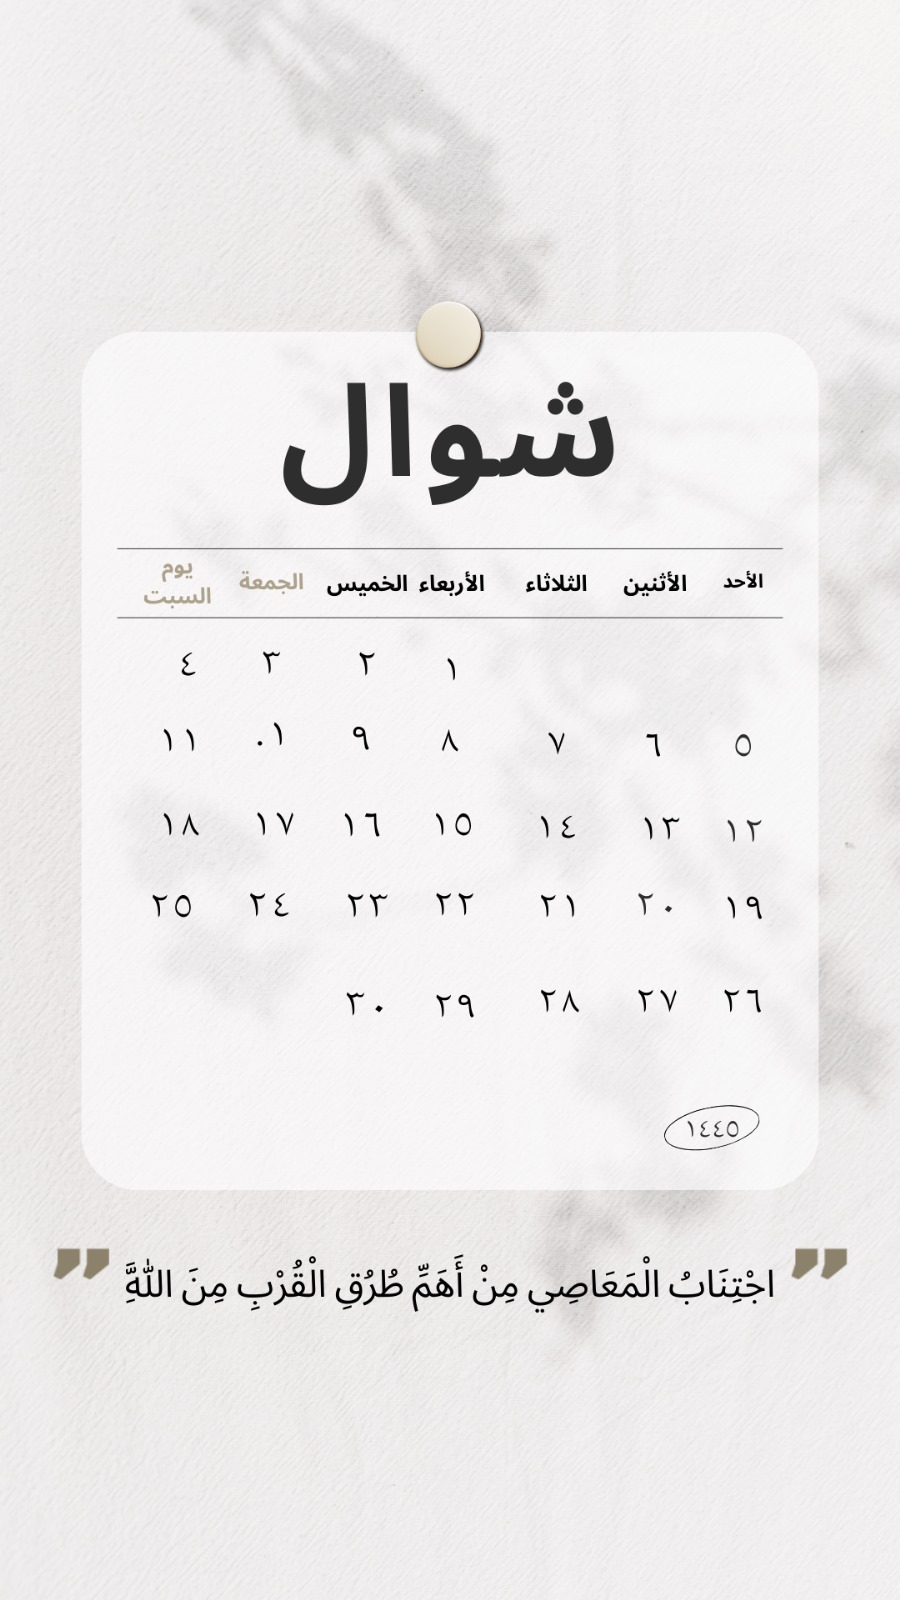 شوال
الأحد الأثنين الثلاثاء الأربعاء الخميس الجمعة يوم السبت
١ ٢ ٣ ٤
٥ ٦ ٧ ٨ ٩ ٠١ ١١
١٢ ١٣ ١٤ ١٥ ١٦ ١٧ ١٨
١٩ ٢٠ ٢١ ٢٢ ٢٣ ٢٤ ٢٥
٢٦ ٢٧ ٢٨ ٢٩ ٣٠
١٤٤٥
” اجْتِنَابُ الْمَعَاصِي مِنْ أَهَمِّ طُرُقِ الْقُرْبِ مِنَ اللَّهَِّ ”